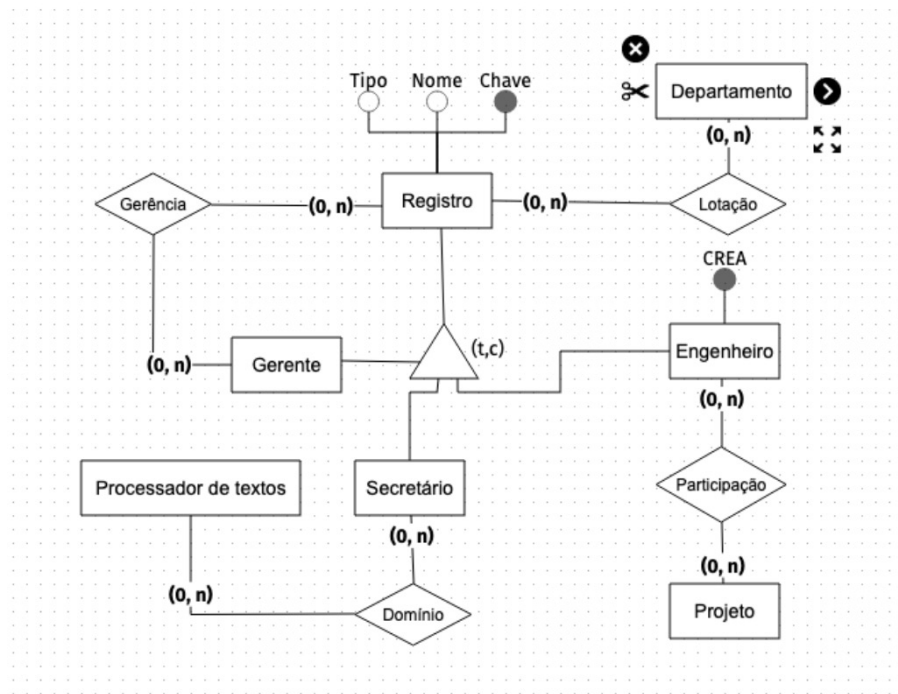 Tipo Nome Chave
Departamento
(0, n)
Gerência
(0, n)
Registro
(0, n)
Lotação
CREA
(t,c)
(0, n)
Gerente
Engenheiro
(0, n)
Processador de textos
Secretário
Participação
(0, n)
(0, n)
(0, n)
Domínio
Projeto